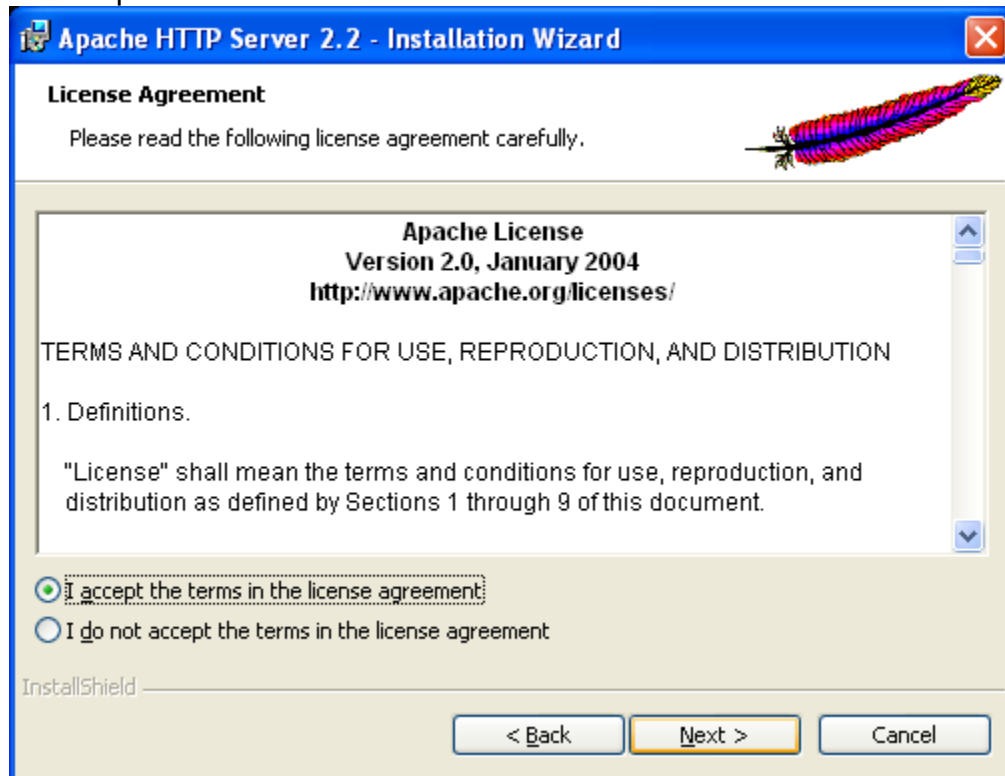 Apache HTTP Server 2.2 - Installation Wizard
License Agreement
Please read the following license agreement carefully.
Apache License
Version 2.0, January 2004
http://www.apache.org/licenses/
TERMS AND CONDITIONS FOR USE, REPRODUCTION, AND DISTRIBUTION
1. Definitions.
"License" shall mean the terms and conditions for use, reproduction, and
distribution as defined by Sections 1 through 9 of this document.
I accept the terms in the license agreement
I do not accept the terms in the license agreement
InstallShield
< Back Next > Cancel